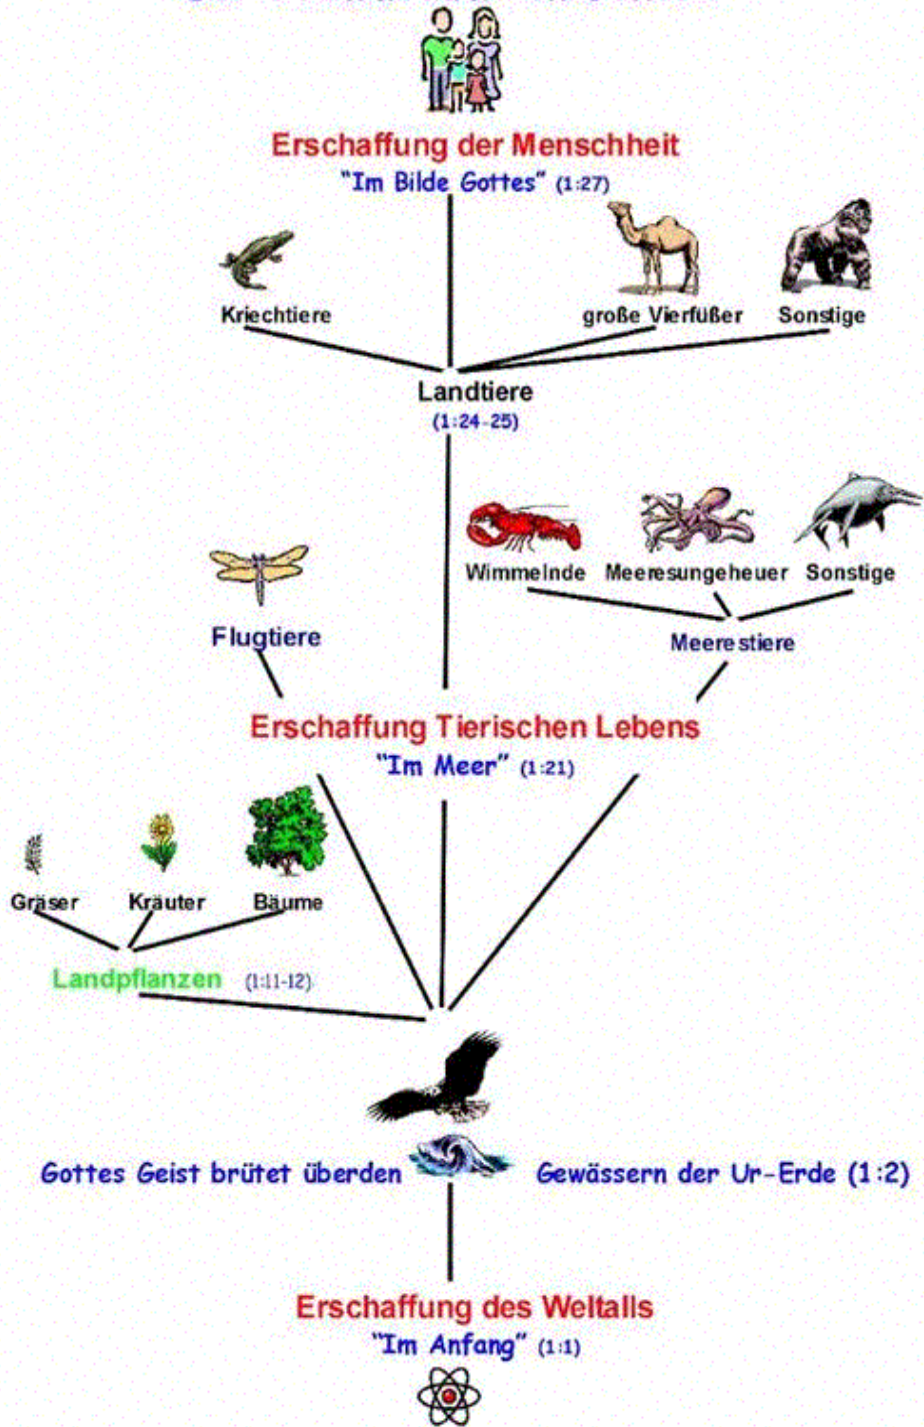 Erschaffung der Menschheit
"Im Bilde Gottes" (1:27)
Kriechtiere große Vierfüßer Sonstige
Landtiere
(1:24-25)
Wimmelnde Meeresungeheuer Sonstige
Flugtiere Meerestiere
Erschaffung Tierischen Lebens
"Im Meer" (1:21)
Gräser Kräuter Bäume
Landpflanzen (1:11-12)
Gottes Geist brütet überden Gewässern der Ur-Erde (1:2)
Erschaffung des Weltalls
"Im Anfang" (1:1)